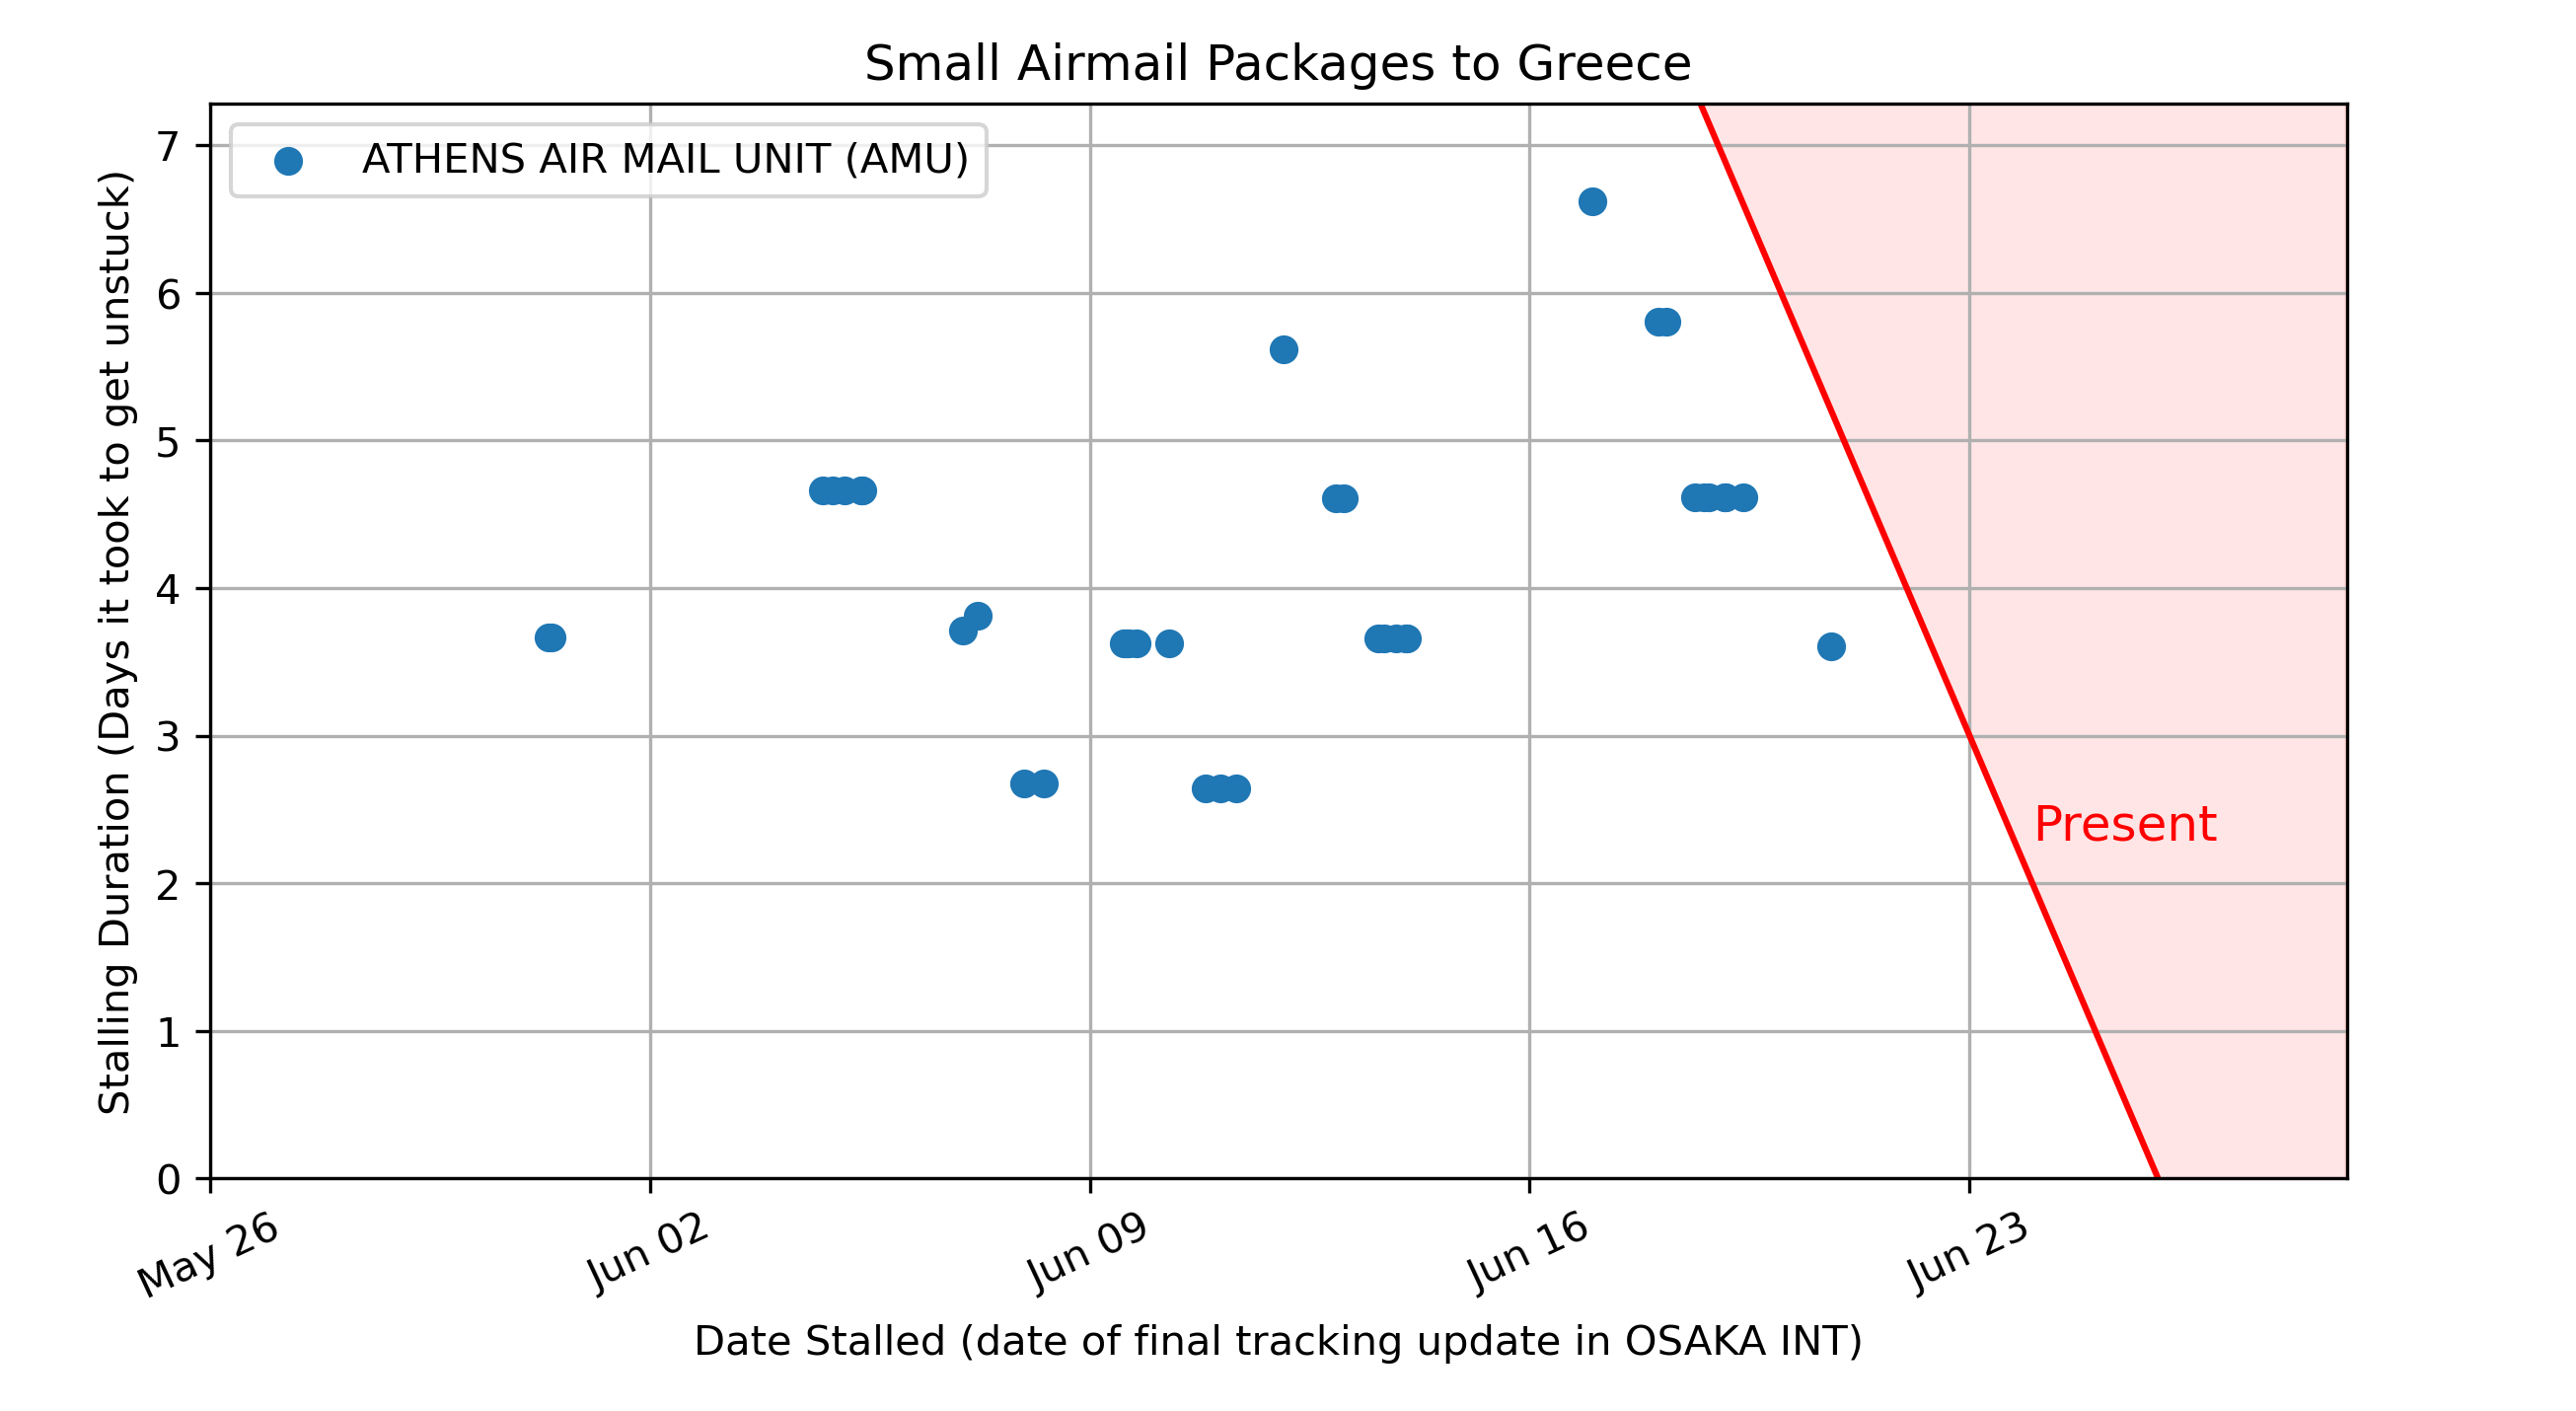 Small Airmail Packages to Greece
ATHENS AIR MAIL UNIT (AMU)
Stalling Duration (Days it took to get unstuck)
7
6
5
4
3
2
1
0
Present
May 26
Jun 02
Jun 09
Jun 16
Jun 23
Date Stalled (date of final tracking update in OSAKA INT)